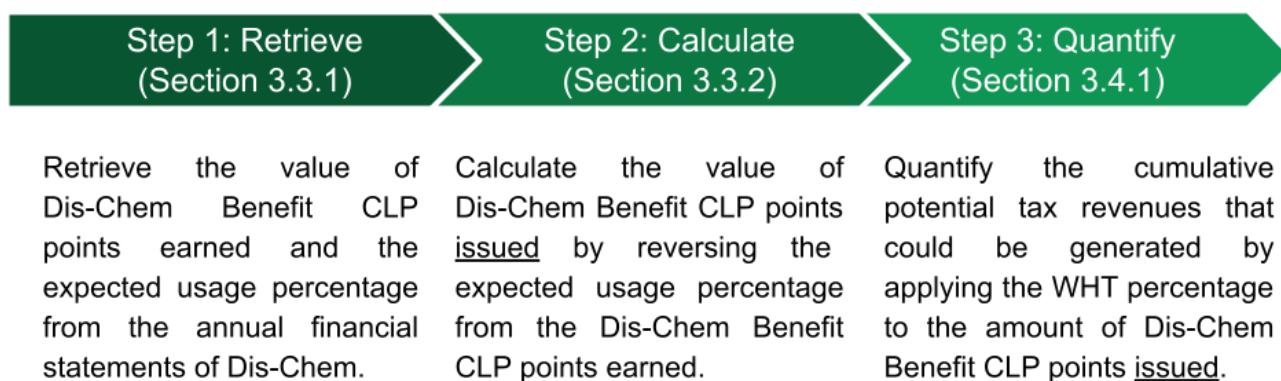 Step 1: Retrieve
(Section 3.3.1)
Step 2: Calculate
(Section 3.3.2)
Step 3: Quantify
(Section 3.4.1)
Retrieve the value of
Dis-Chem Benefit CLP
points earned and the
expected usage percentage
from the annual financial
statements of Dis-Chem.
Calculate the value of
Dis-Chem Benefit CLP points
issued by reversing the
expected usage percentage
from the Dis-Chem Benefit
CLP points earned.
Quantify the cumulative
potential tax revenues that
could be generated by
applying the WHT percentage
to the amount of Dis-Chem
Benefit CLP points issued.